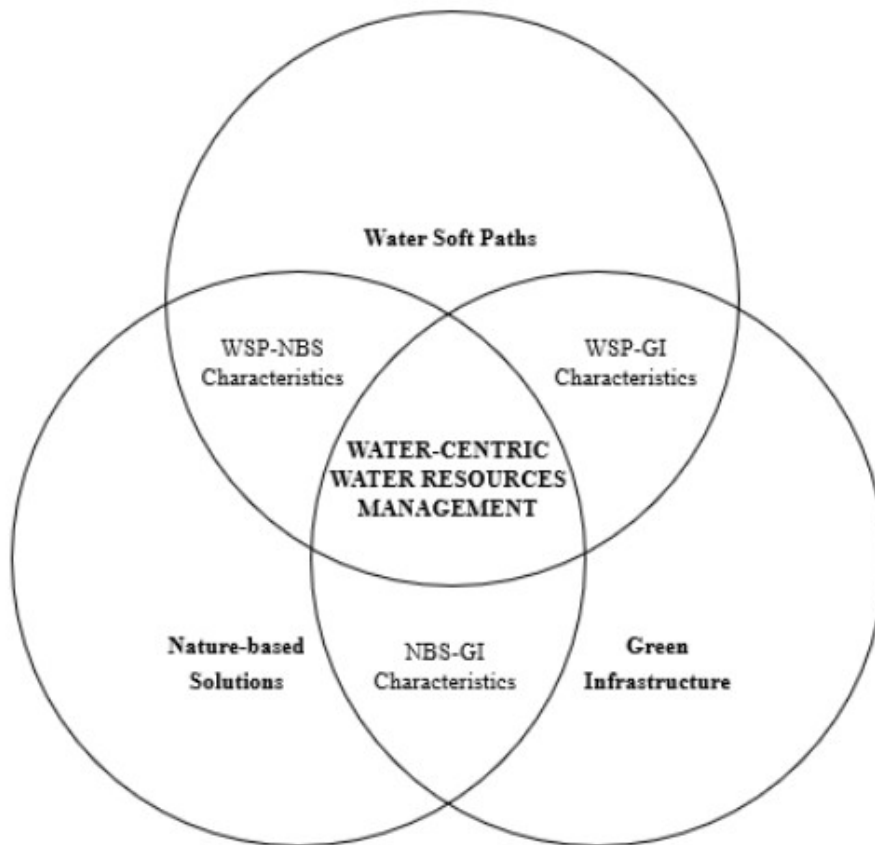 Water Soft Paths
WSP-NBS
Characteristics
WSP-GI
Characteristics
WATER-CENTRIC
WATER RESOURCES
MANAGEMENT
Nature-based
Solutions
NBS-GI
Characteristics
Green
Infrastructure